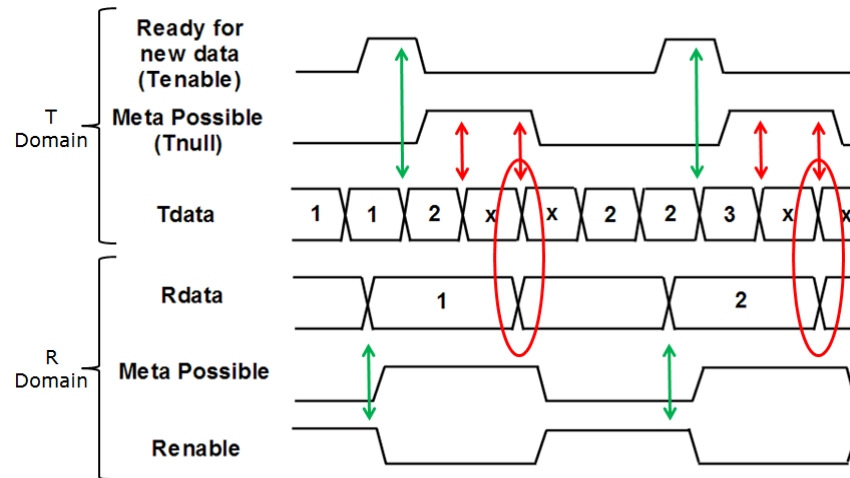 Ready for
new data
(Tenable)
T
Domain
Meta Possible
(Tnull)
Tdata
1 1 2 x x 2 2 3 x x
Rdata
1 2
R
Domain
Meta Possible
Renable